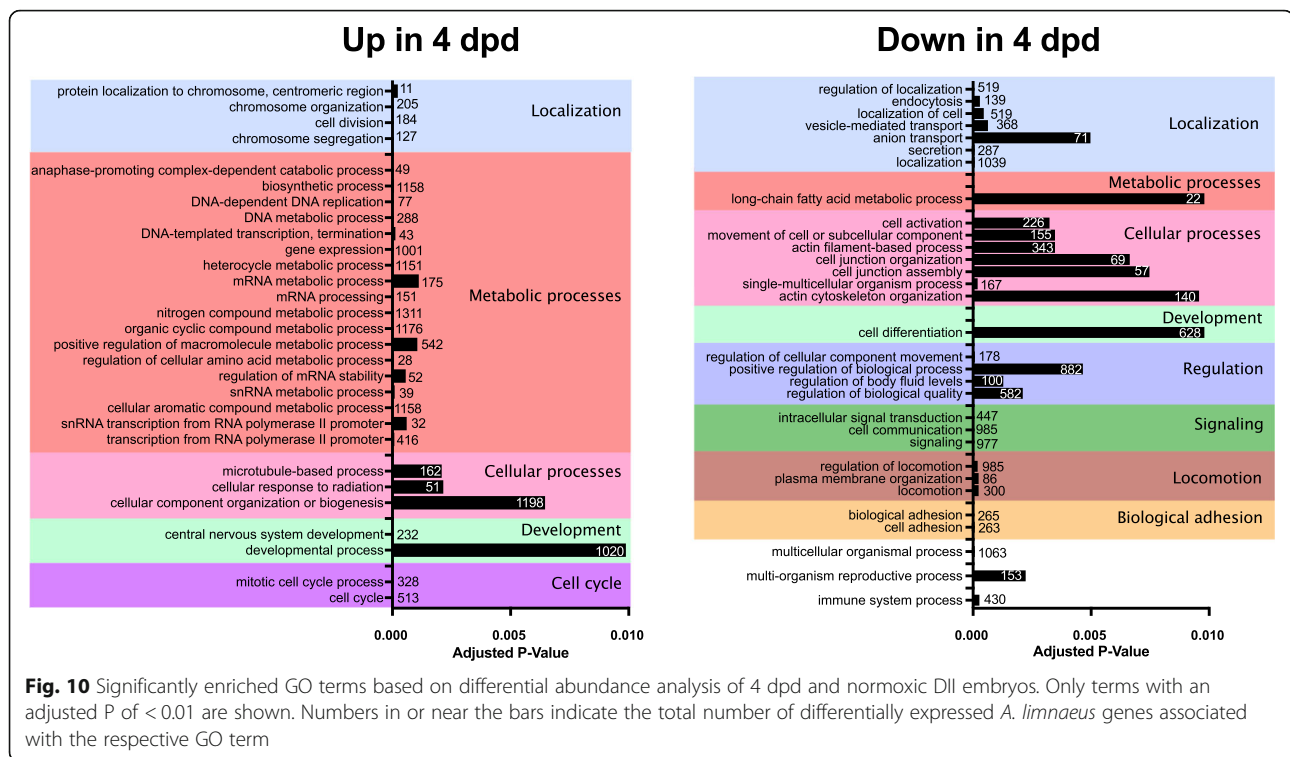 Up in 4 dpd
protein localization to chromosome, centromeric region 11
chromosome organization 205
Localization
cell division 184
chromosome segregation 127
anaphase-promoting complex-dependent catabolic process 49
biosynthetic process 1158
DNA-dependent DNA replication 77
DNA metabolic process 288
DNA-templated transcription, termination 43
gene expression 1001
heterocycle metabolic process 1151
mRNA metabolic process 175
mRNA processing 151
Metabolic processes
nitrogen compound metabolic process 1311
organic cyclic compound metabolic process 1176
positive regulation of macromolecule metabolic process 542
regulation of cellular amino acid metabolic process 28
regulation of mRNA stability 52
snRNA metabolic process 39
cellular aromatic compound metabolic process 1158
snRNA transcription from RNA polymerase II promoter 32
transcription from RNA polymerase II promoter 416
microtubule-based process 162
Cellular processes
cellular response to radiation 51
cellular component organization or biogenesis 1198
central nervous system development 232
Development
developmental process 1020
mitotic cell cycle process 328
Cell cycle
cell cycle 513
0.000 0.005 0.010
Adjusted P-Value
Down in 4 dpd
regulation of localization 519
endocytosis 139
localization of cell 519
vesicle-mediated transport 368
Localization
anion transport 71
secretion 287
localization 1039
Metabolic processes
long-chain fatty acid metabolic process 22
cell activation 226
movement of cell or subcellular component 155
Cellular processes
actin filament-based process 343
cell junction organization 69
cell junction assembly 57
single-multicellular organism process 167
actin cytoskeleton organization 140
Development
cell differentiation 628
regulation of cellular component movement 178
positive regulation of biological process 882
Regulation
regulation of body fluid levels 100
regulation of biological quality 582
intracellular signal transduction 447
Signaling
cell communication 985
signaling 977
regulation of locomotion 985
plasma membrane organization 86
Locomotion
locomotion 300
biological adhesion 265
Biological adhesion
cell adhesion 263
multicellular organismal process 1063
multi-organism reproductive process 153
immune system process 430
0.000 0.005 0.010
Adjusted P-Value
Fig. 10 Significantly enriched GO terms based on differential abundance analysis of 4 dpd and normoxic DII embryos. Only terms with an
adjusted P of < 0.01 are shown. Numbers in or near the bars indicate the total number of differentially expressed A. limnaeus genes associated
with the respective GO term